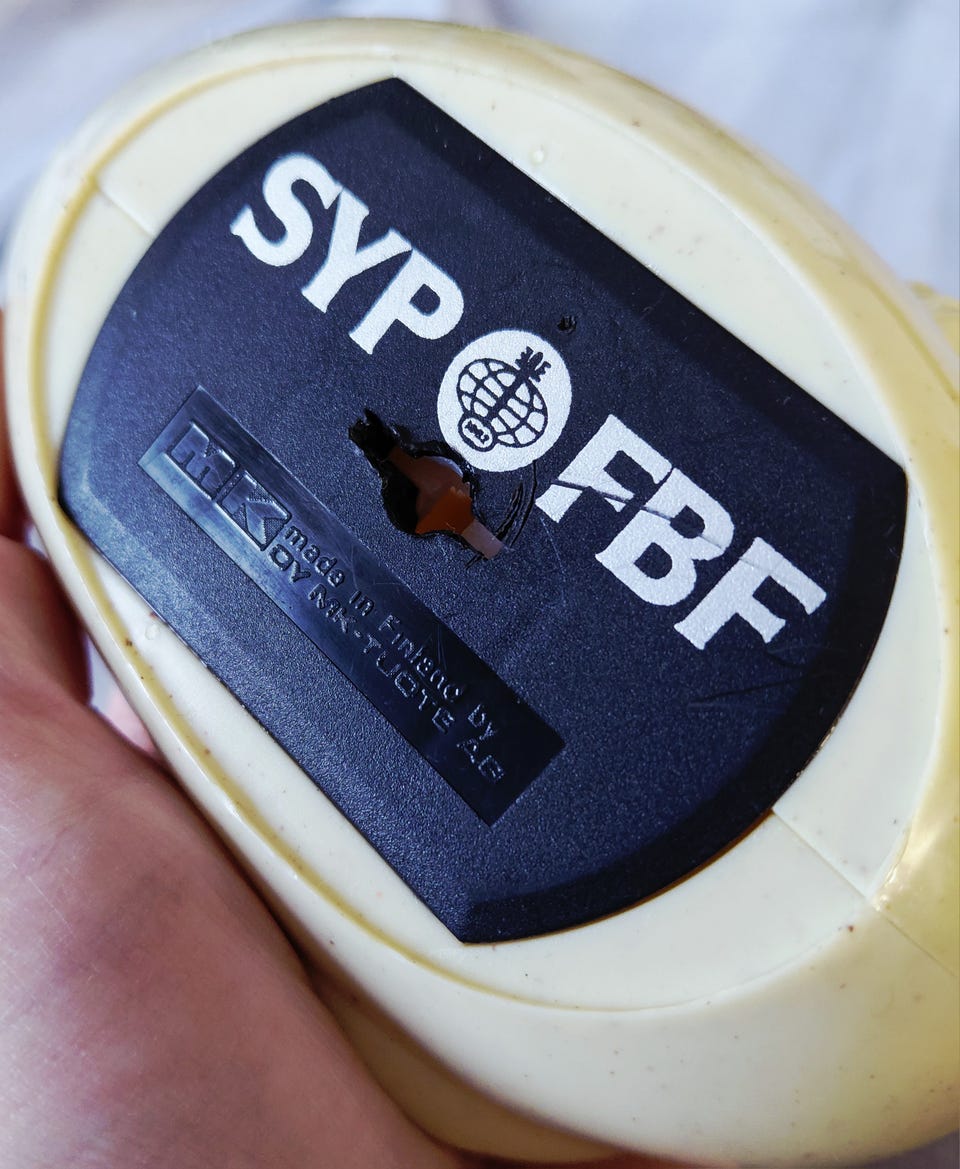 SYP FBF
MK made in Finland by
OY MK-TUOTE AB